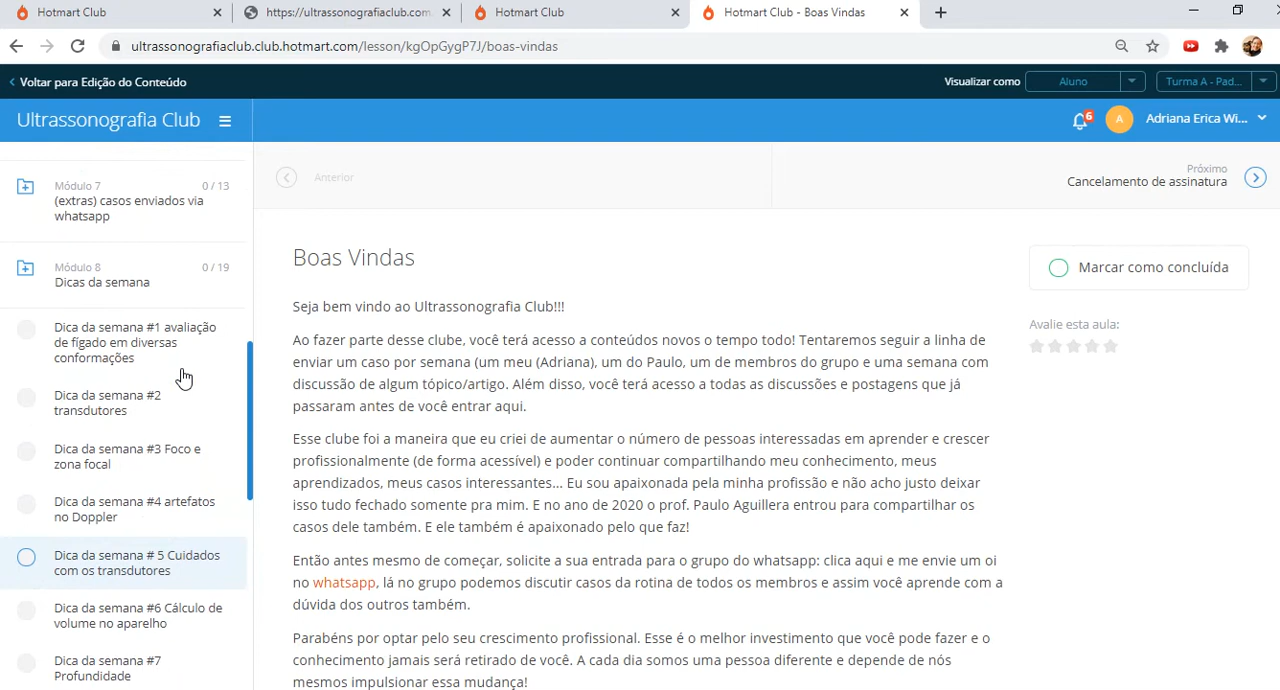 Hotmart Club
https://ultrassonografiaclub.com.
Hotmart Club
Hotmart Club - Boas Vindas
ultrassonografiaclub.club.hotmart.com/lesson/kgOpGygP7J/boas-vindas
Voltar para Edição do Conteúdo
Visualizar como
Aluno
Turma A - Pad...
Ultrassonografia Club
6
A
Adriana Erica Wi...
Módulo 7
0 / 13
(extras) casos enviados via
whatsapp
Módulo 8
0 / 19
Dicas da semana
Dica da semana #1 avaliação
de fígado em diversas
conformações
Dica da semana #2
transdutores
Dica da semana #3 Foco e
zona focal
Dica da semana #4 artefatos
no Doppler
Dica da semana # 5 Cuidados
com os transdutores
Dica da semana #6 Cálculo de
volume no aparelho
Dica da semana #7
Profundidade
Anterior
Próximo
Cancelamento de assinatura
Boas Vindas
Seja bem vindo ao Ultrassonografia Club!!!
Ao fazer parte desse clube, você terá acesso a conteúdos novos o tempo todo! Tentaremos seguir a linha de
enviar um caso por semana (um meu (Adriana), um do Paulo, um de membros do grupo e uma semana com
discussão de algum tópico/artigo. Além disso, você terá acesso a todas as discussões e postagens que já
passaram antes de você entrar aqui.
Esse clube foi a maneira que eu criei de aumentar o número de pessoas interessadas em aprender e crescer
profissionalmente (de forma acessível) e poder continuar compartilhando meu conhecimento, meus
aprendizados, meus casos interessantes... Eu sou apaixonada pela minha profissão e não acho justo deixar
isso tudo fechado somente pra mim. E no ano de 2020 o prof. Paulo Aguillera entrou para compartilhar os
casos dele também. E ele também é apaixonado pelo que faz!
Então antes mesmo de começar, solicite a sua entrada para o grupo do whatsapp: clica aqui e me envie um oi
no whatsapp, lá no grupo podemos discutir casos da rotina de todos os membros e assim você aprende com a
dúvida dos outros também.
Parabéns por optar pelo seu crescimento profissional. Esse é o melhor investimento que você pode fazer e o
conhecimento jamais será retirado de você. A cada dia somos uma pessoa diferente e depende de nós
mesmos impulsionar essa mudança!
Marcar como concluída
Avalie esta aula: